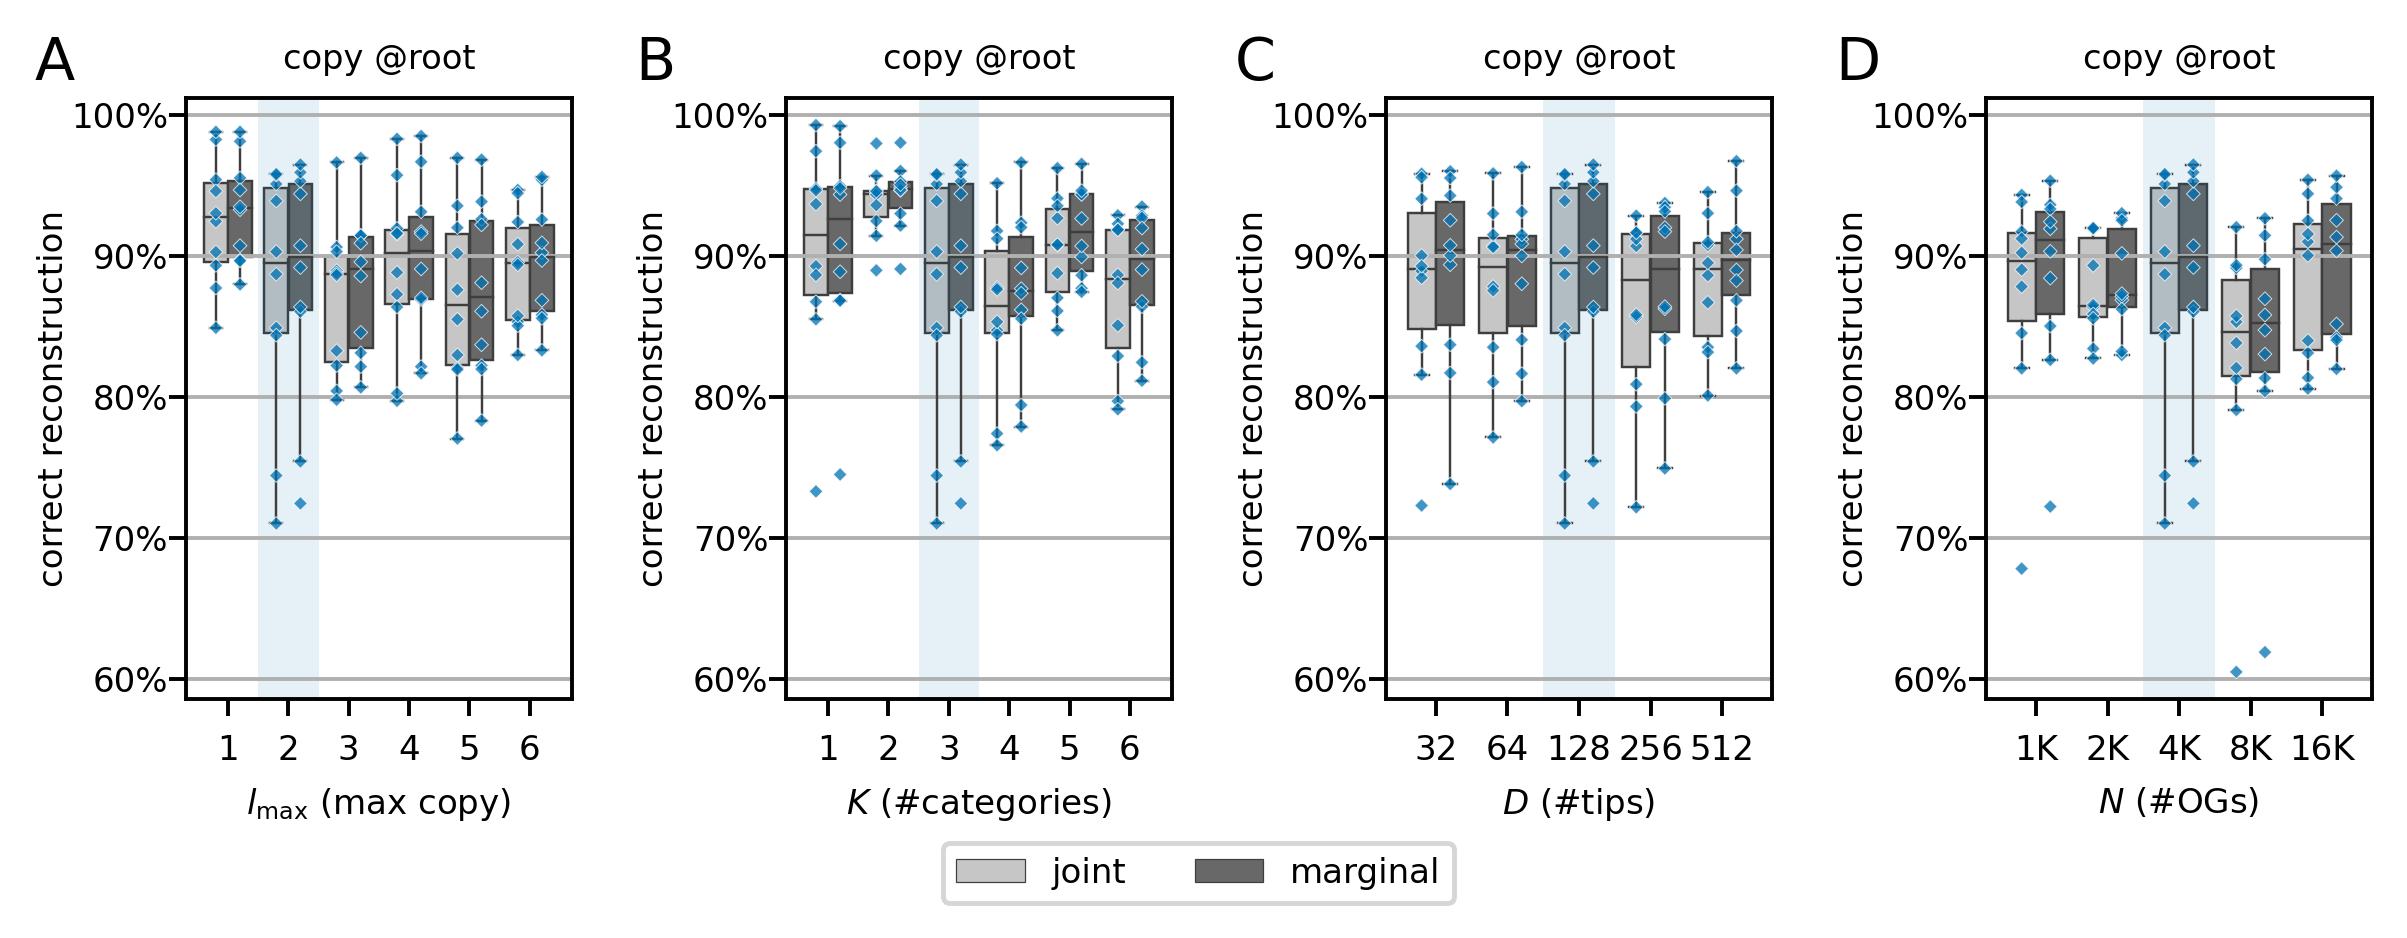 A
copy @root
100%
90%
80%
70%
60%
correct reconstruction
1 2 3 4 5 6
lmax (max copy)
B
copy @root
100%
90%
80%
70%
60%
correct reconstruction
1 2 3 4 5 6
K (#categories)
C
copy @root
100%
90%
80%
70%
60%
correct reconstruction
32 64 128 256 512
D (#tips)
D
copy @root
100%
90%
80%
70%
60%
correct reconstruction
1K 2K 4K 8K 16K
N (#OGs)
joint marginal